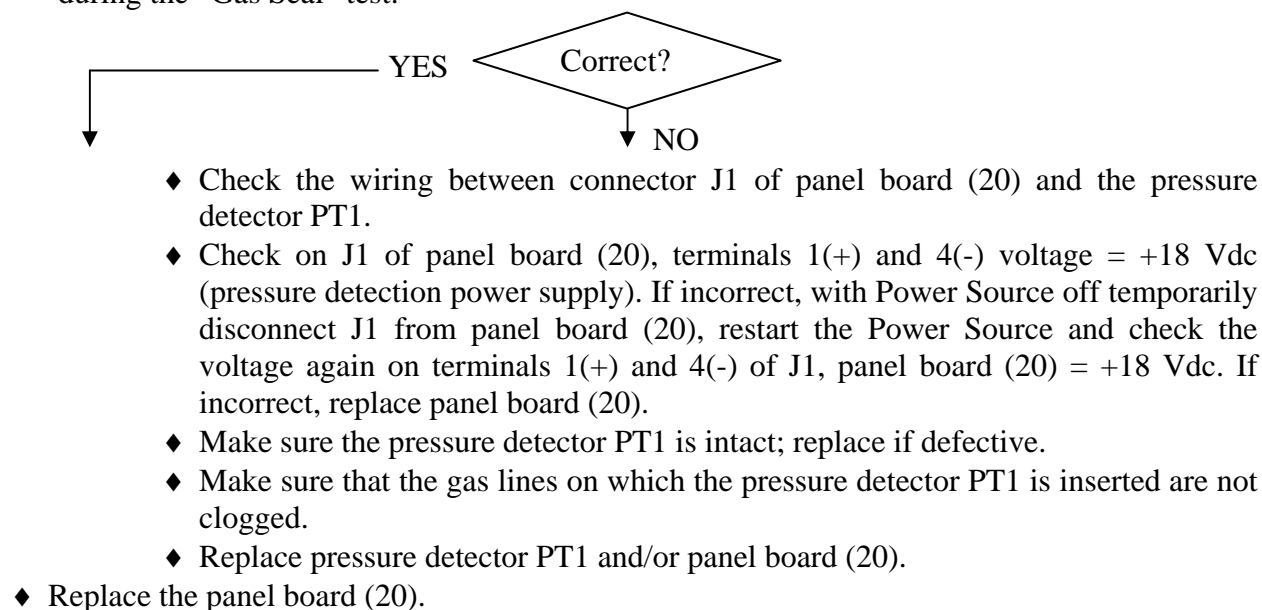 during the "Gas Seal" test.
YES Correct?
NO
♦ Check the wiring between connector J1 of panel board (20) and the pressure
detector PT1.
♦ Check on J1 of panel board (20), terminals 1(+) and 4(-) voltage = +18 Vdc
(pressure detection power supply). If incorrect, with Power Source off temporarily
disconnect J1 from panel board (20), restart the Power Source and check the
voltage again on terminals 1(+) and 4(-) of J1, panel board (20) = +18 Vdc. If
incorrect, replace panel board (20).
♦ Make sure the pressure detector PT1 is intact; replace if defective.
♦ Make sure that the gas lines on which the pressure detector PT1 is inserted are not
clogged.
♦ Replace pressure detector PT1 and/or panel board (20).
♦ Replace the panel board (20).